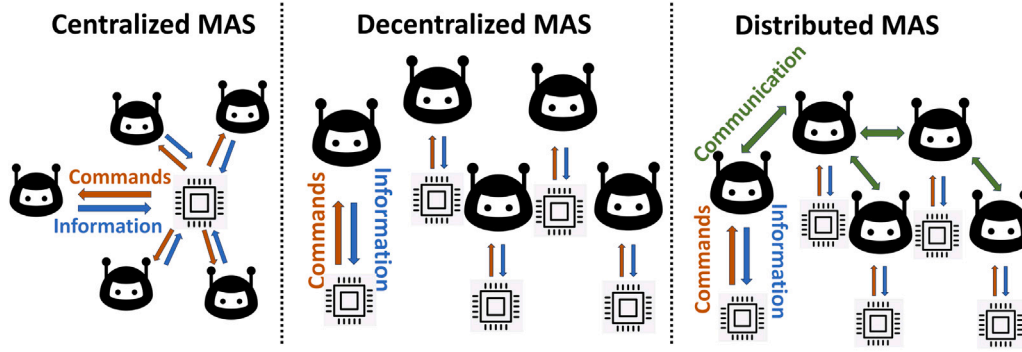 Centralized MAS
Commands
Information
Decentralized MAS
Commands
Information
Distributed MAS
Communication
Commands
Information